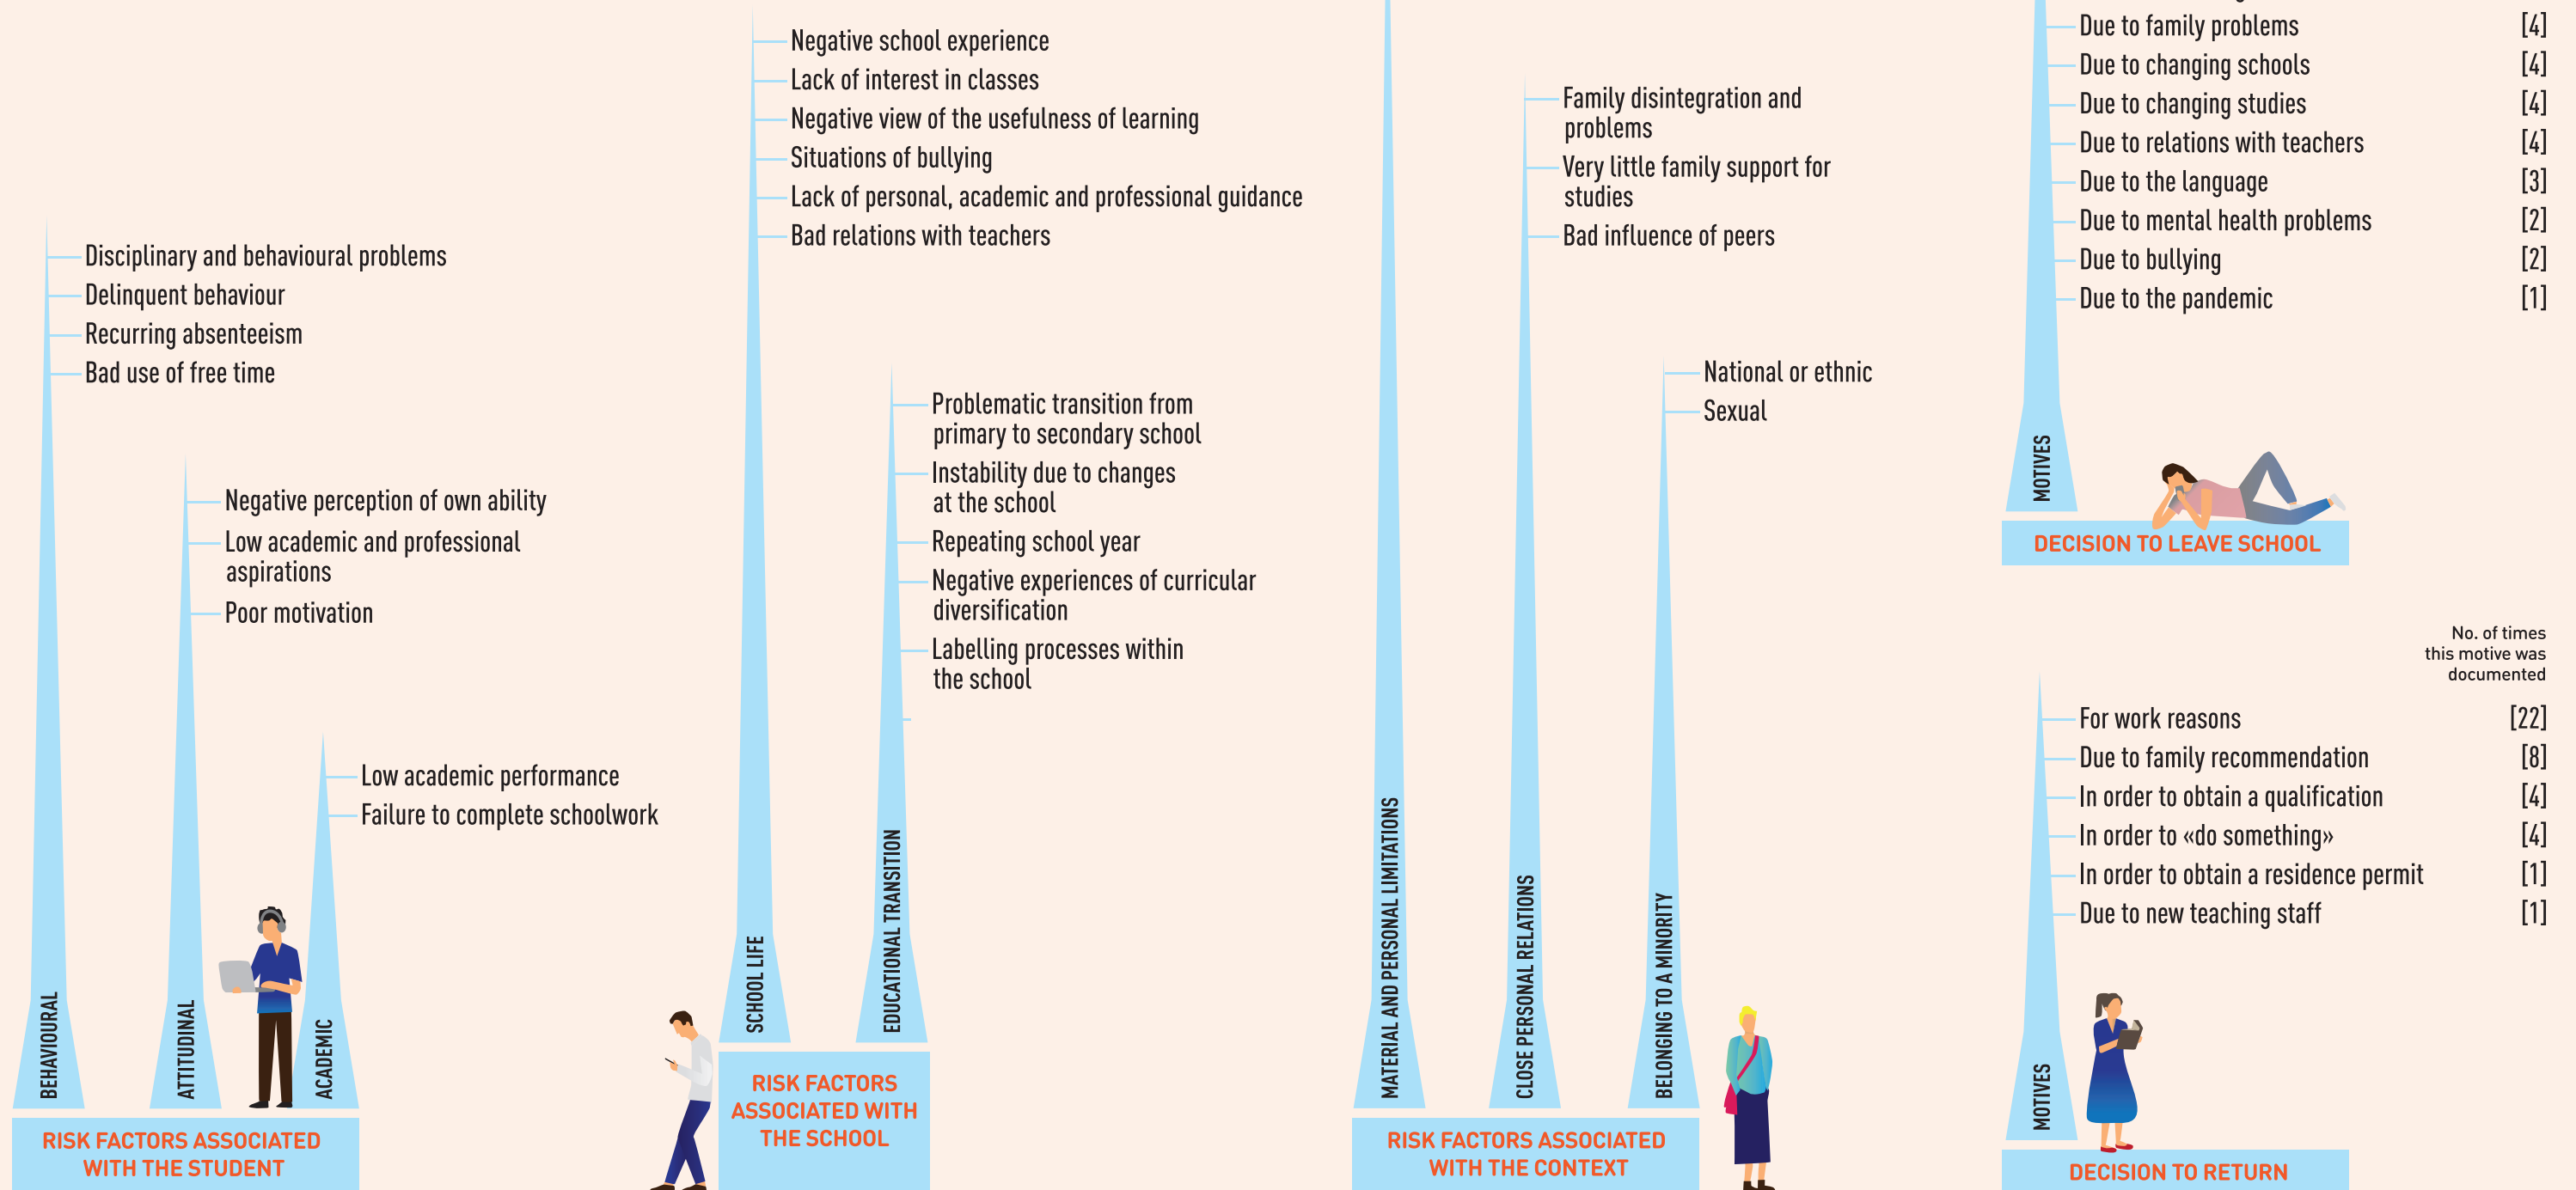 Disciplinary and behavioural problems
Delinquent behaviour
Recurring absenteeism
Bad use of free time
BEHAVIOURAL
Negative perception of own ability
Low academic and professional
aspirations
Poor motivation
ATTITUDINAL
Low academic performance
Failure to complete schoolwork
ACADEMIC
RISK FACTORS ASSOCIATED
WITH THE STUDENT
Negative school experience
Lack of interest in classes
Negative view of the usefulness of learning
Situations of bullying
Lack of personal, academic and professional guidance
Bad relations with teachers
SCHOOL LIFE
Problematic transition from
primary to secondary school
Instability due to changes
at the school
Repeating school year
Negative experiences of curricular
diversification
Labelling processes within
the school
EDUCATIONAL TRANSITION
RISK FACTORS
ASSOCIATED WITH
THE SCHOOL
MATERIAL AND PERSONAL LIMITATIONS
Family disintegration and
problems
Very little family support for
studies
Bad influence of peers
CLOSE PERSONAL RELATIONS
National or ethnic
Sexual
BELONGING TO A MINORITY
RISK FACTORS ASSOCIATED
WITH THE CONTEXT
Due to family problems [4]
Due to changing schools [4]
Due to changing studies [4]
Due to relations with teachers [4]
Due to the language [3]
Due to mental health problems [2]
Due to bullying [2]
Due to the pandemic [1]
MOTIVES
DECISION TO LEAVE SCHOOL
No. of times
this motive was
documented
For work reasons [22]
Due to family recommendation [8]
In order to obtain a qualification [4]
In order to «do something» [4]
In order to obtain a residence permit [1]
Due to new teaching staff [1]
MOTIVES
DECISION TO RETURN